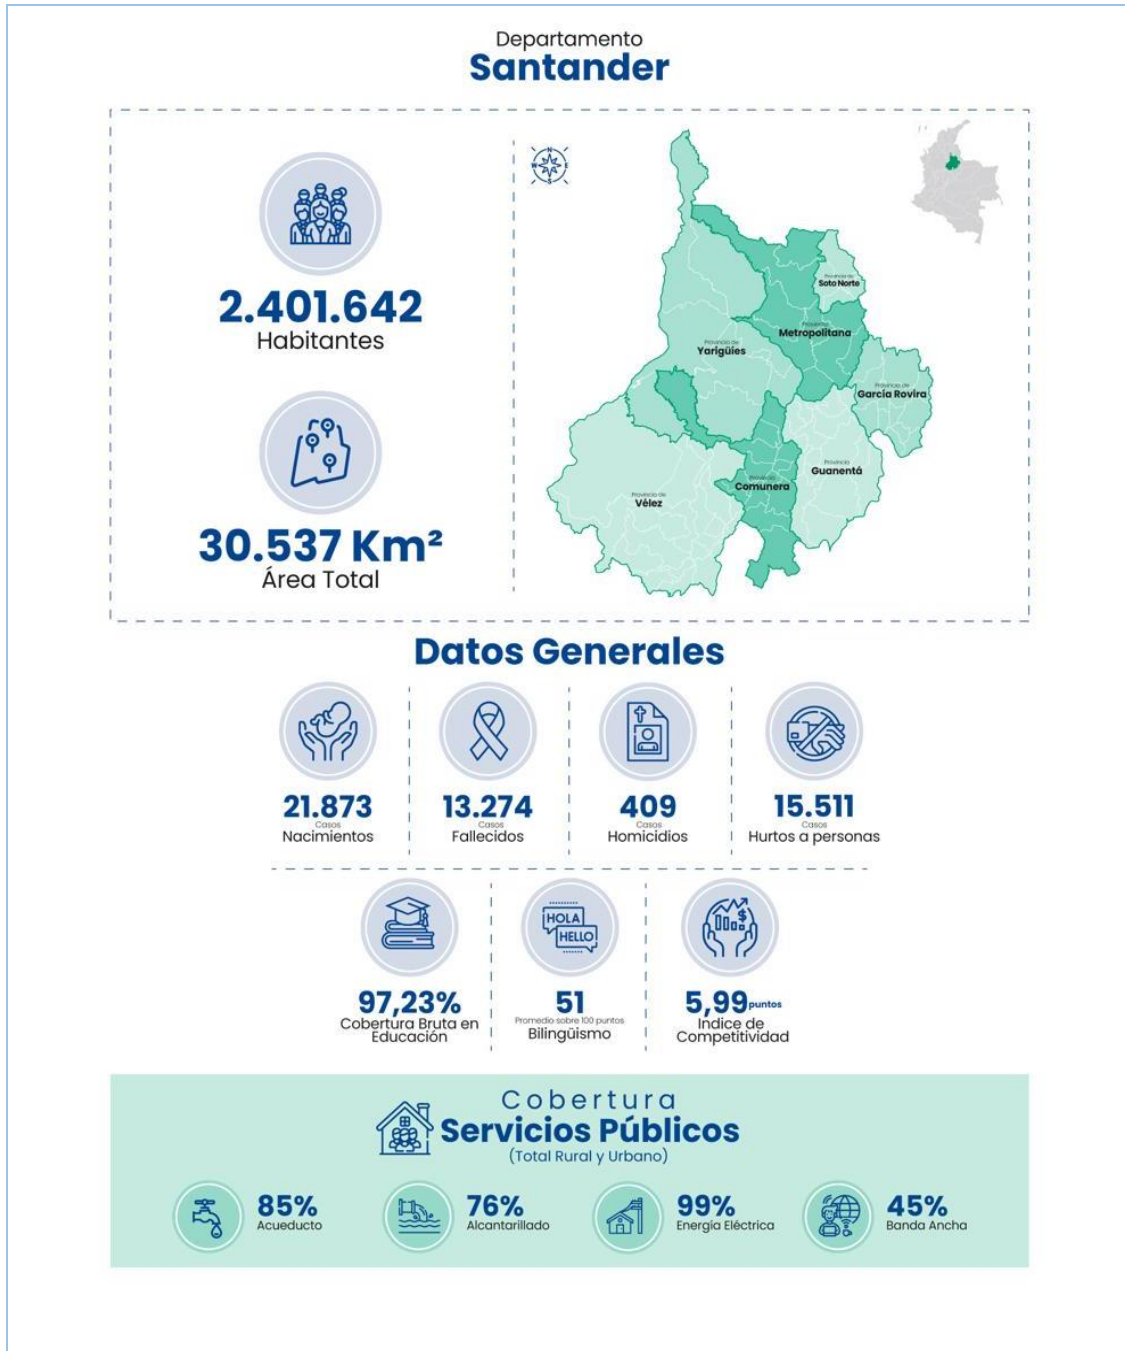 Departamento
Santander
2.401.642
Habitantes
30.537 Km²
Área Total
N
W
E
S
Provincia de
Soto Norte
Provincia
Metropolitana
Provincia de
Yariguíes
Provincia de
García Rovira
Provincia
Guanentá
Provincia
Comunera
Provincia de
Vélez
Datos Generales
21.873
Casos
Nacimientos
13.274
Casos
Fallecidos
409
Casos
Homicidios
15.511
Casos
Hurtos a personas
97,23%
Cobertura Bruta en
Educación
HOLA
HELLO
51
Promedio sobre 100 puntos
Bilingüismo
$
5,99 puntos
Indice de
Competitividad
Cobertura
Servicios Públicos
(Total Rural y Urbano)
85%
Acueducto
76%
Alcantarillado
99%
Energía Eléctrica
45%
Banda Ancha